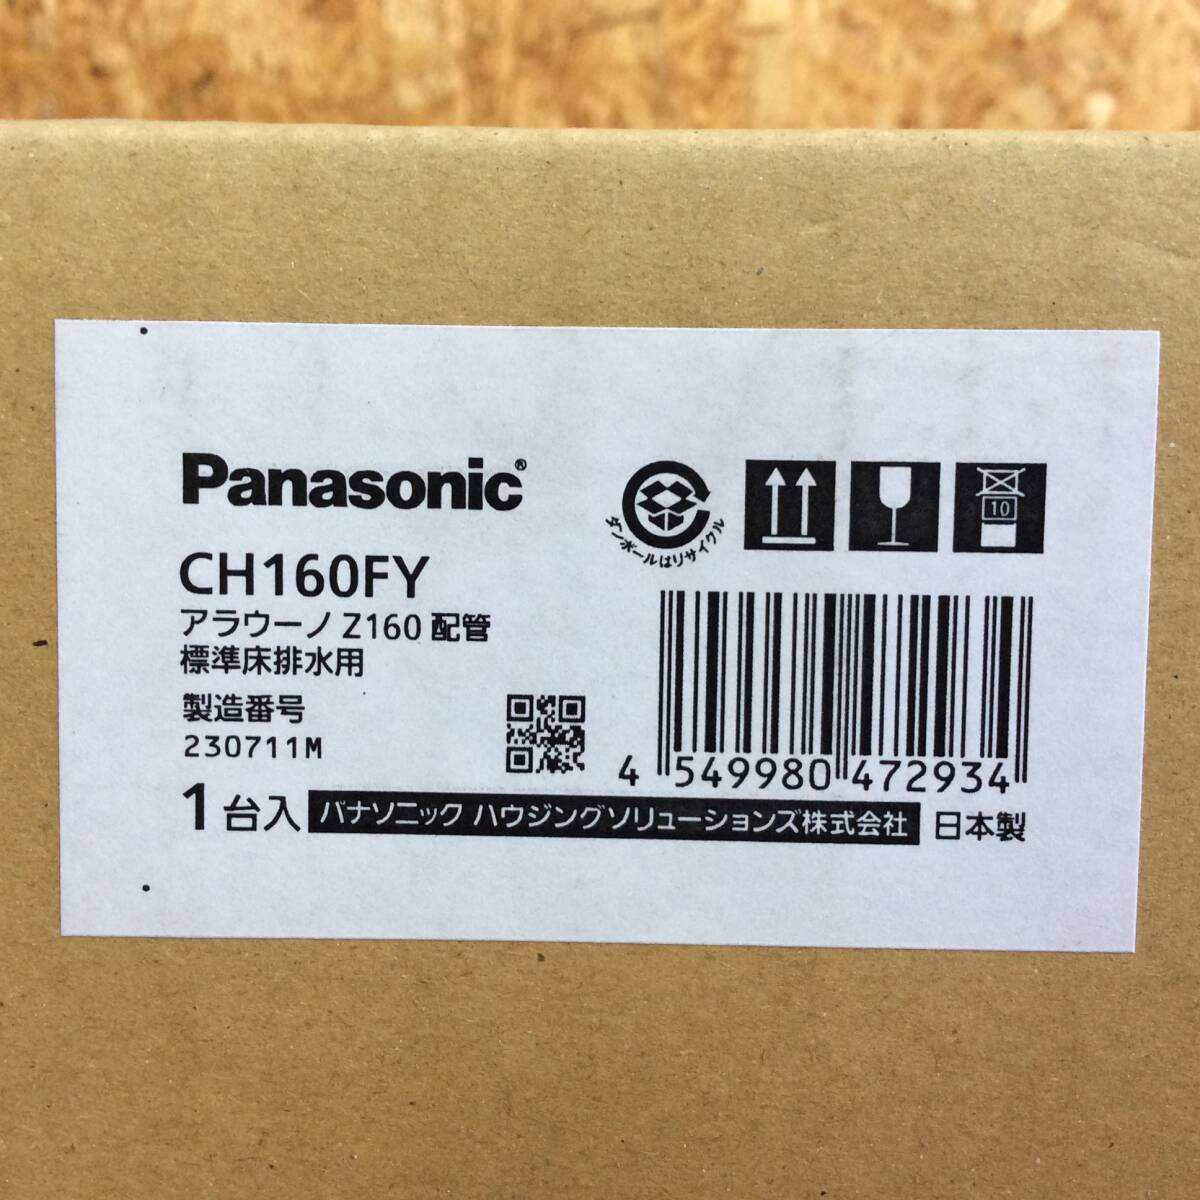 Panasonic®
ダンボールはリサイクル
10
CH160FY
アラウーノ Z160 配管
標準床排水用
製造番号
230711M
4 549980 472934
1台入 パナソニック ハウジングソリューションズ株式会社 日本製